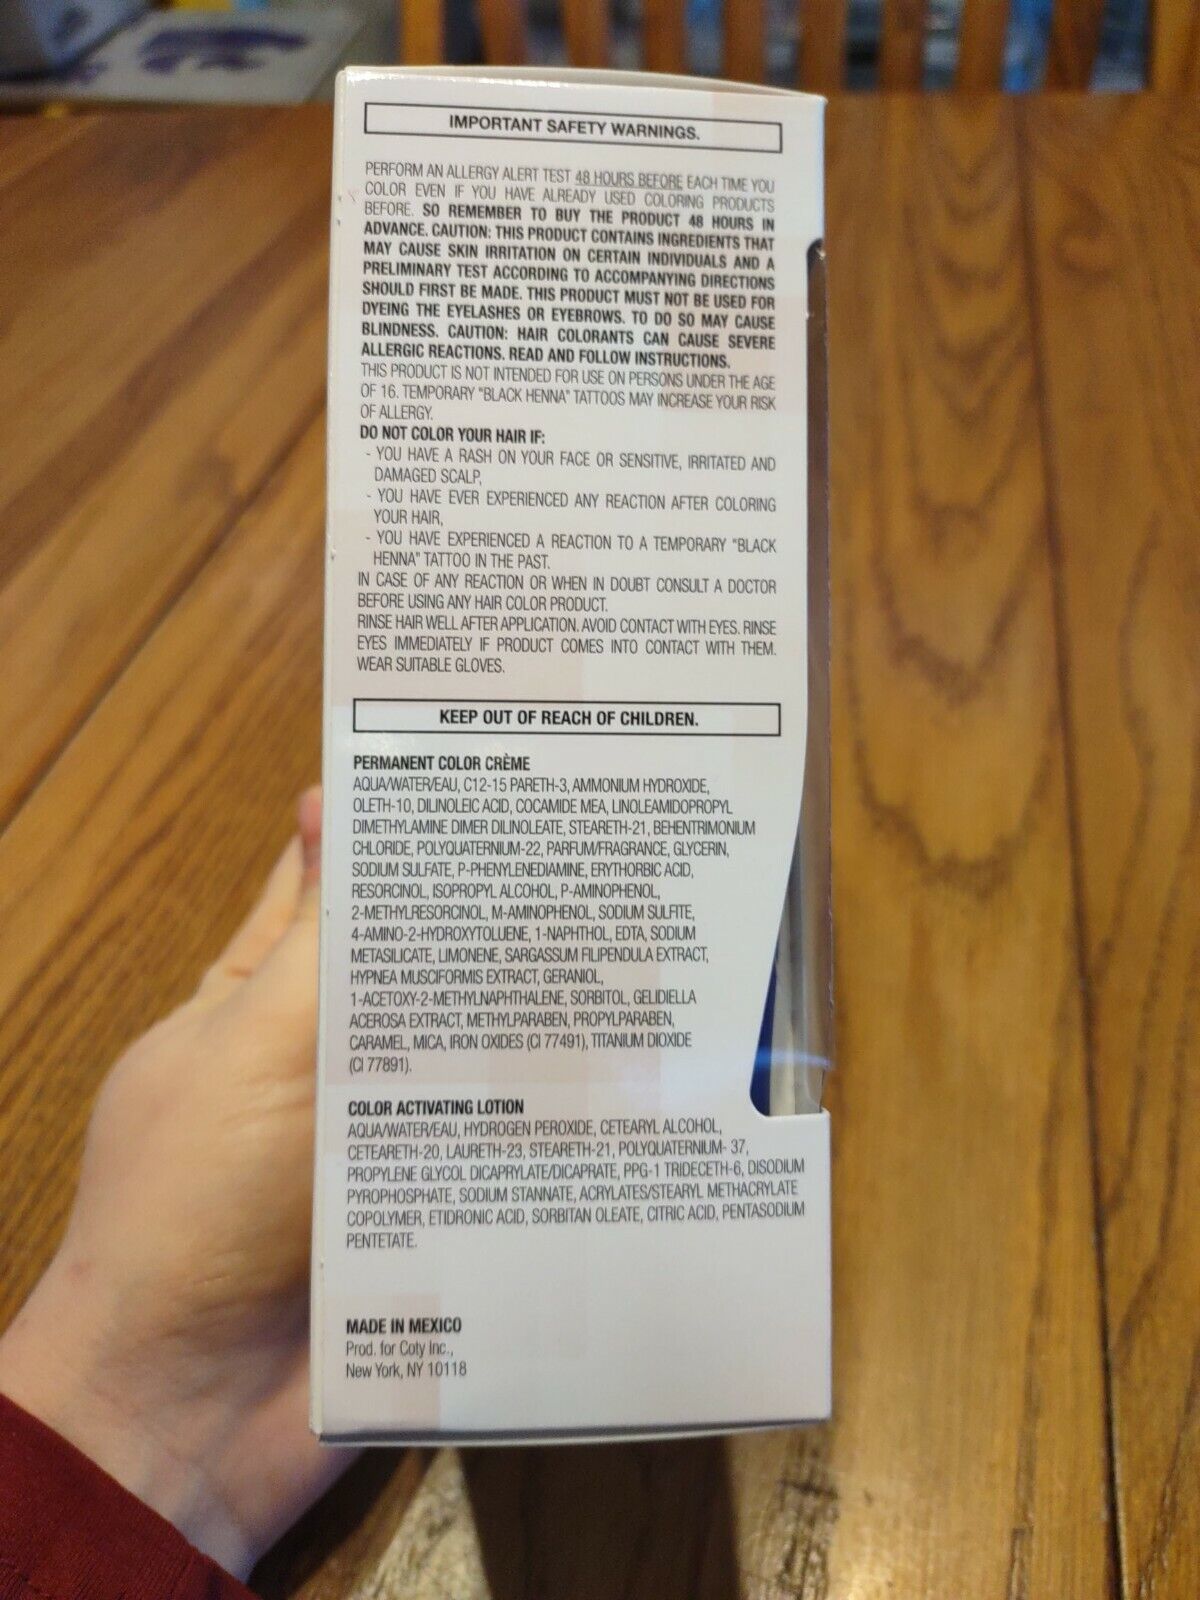 IMPORTANT SAFETY WARNINGS.
PERFORM AN ALLERGY ALERT TEST 48 HOURS BEFORE EACH TIME YOU
COLOR EVEN IF YOU HAVE ALREADY USED COLORING PRODUCTS
BEFORE. SO REMEMBER TO BUY THE PRODUCT 48 HOURS IN
ADVANCE. CAUTION: THIS PRODUCT CONTAINS INGREDIENTS THAT
MAY CAUSE SKIN IRRITATION ON CERTAIN INDIVIDUALS AND A
PRELIMINARY TEST ACCORDING TO ACCOMPANYING DIRECTIONS
SHOULD FIRST BE MADE. THIS PRODUCT MUST NOT BE USED FOR
DYEING THE EYELASHES OR EYEBROWS. TO DO SO MAY CAUSE
BLINDNESS. CAUTION: HAIR COLORANTS CAN CAUSE SEVERE
ALLERGIC REACTIONS. READ AND FOLLOW INSTRUCTIONS.
THIS PRODUCT IS NOT INTENDED FOR USE ON PERSONS UNDER THE AGE
OF 16. TEMPORARY "BLACK HENNA" TATTOOS MAY INCREASE YOUR RISK
OF ALLERGY.
DO NOT COLOR YOUR HAIR IF:
- YOU HAVE A RASH ON YOUR FACE OR SENSITIVE, IRRITATED AND
DAMAGED SCALP,
- YOU HAVE EVER EXPERIENCED ANY REACTION AFTER COLORING
YOUR HAIR,
- YOU HAVE EXPERIENCED A REACTION TO A TEMPORARY "BLACK
HENNA" TATTOO IN THE PAST.
IN CASE OF ANY REACTION OR WHEN IN DOUBT CONSULT A DOCTOR
BEFORE USING ANY HAIR COLOR PRODUCT.
RINSE HAIR WELL AFTER APPLICATION. AVOID CONTACT WITH EYES. RINSE
EYES IMMEDIATELY IF PRODUCT COMES INTO CONTACT WITH THEM.
WEAR SUITABLE GLOVES.
KEEP OUT OF REACH OF CHILDREN.
PERMANENT COLOR CRÈME
AQUA/WATER/EAU, C12-15 PARETH-3, AMMONIUM HYDROXIDE,
OLETH-10, DILINOLEIC ACID, COCAMIDE MEA, LINOLEAMIDOPROPYL
DIMETHYLAMINE DIMER DILINOLEATE, STEARETH-21, BEHENTRIMONIUM
CHLORIDE, POLYQUATERNIUM-22, PARFUM/FRAGRANCE, GLYCERIN,
SODIUM SULFATE, P-PHENYLENEDIAMINE, ERYTHORBIC ACID,
RESORCINOL, ISOPROPYL ALCOHOL, P-AMINOPHENOL,
2-METHYLRESORCINOL, M-AMINOPHENOL, SODIUM SULFITE,
4-AMINO-2-HYDROXYTOLUENE, 1-NAPHTHOL, EDTA, SODIUM
METASILICATE, LIMONENE, SARGASSUM FILIPENDULA EXTRACT,
HYPNEA MUSCIFORMIS EXTRACT, GERANIOL,
1-ACETOXY-2-METHYLNAPHTHALENE, SORBITOL, GELIDIELLA
ACEROSA EXTRACT, METHYLPARABEN, PROPYLPARABEN,
CARAMEL, MICA, IRON OXIDES (CI 77491), TITANIUM DIOXIDE
(CI 77891).
COLOR ACTIVATING LOTION
AQUA/WATER/EAU, HYDROGEN PEROXIDE, CETEARYL ALCOHOL,
CETEARETH-20, LAURETH-23, STEARETH-21, POLYQUATERNIUM- 37,
PROPYLENE GLYCOL DICAPRYLATE/DICAPRATE, PPG-1 TRIDECETH-6, DISODIUM
PYROPHOSPHATE, SODIUM STANNATE, ACRYLATES/STEARYL METHACRYLATE
COPOLYMER, ETIDRONIC ACID, SORBITAN OLEATE, CITRIC ACID, PENTASODIUM
PENTETATE.
MADE IN MEXICO
Prod. for Coty Inc.,
New York, NY 10118